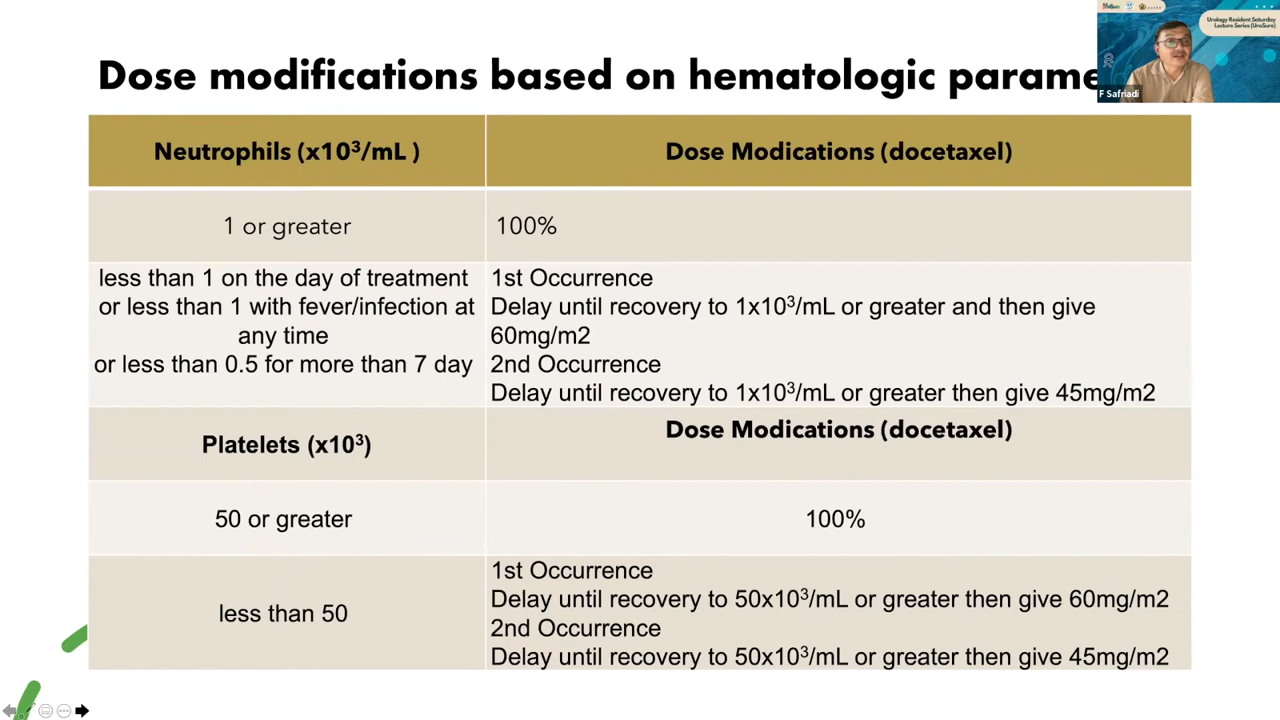 Urology Resident Saturday
Lecture Series (UroSure)
F Safriadi
Dose modifications based on hematologic parame
Neutrophils (x10³/mL )
Dose Modications (docetaxel)
1 or greater
100%
less than 1 on the day of treatment
or less than 1 with fever/infection at
any time
or less than 0.5 for more than 7 day
1st Occurrence
Delay until recovery to 1x10³/mL or greater and then give
60mg/m2
2nd Occurrence
Delay until recovery to 1x10³/mL or greater then give 45mg/m2
Platelets (x10³)
Dose Modications (docetaxel)
50 or greater
100%
less than 50
1st Occurrence
Delay until recovery to 50x10³/mL or greater then give 60mg/m2
2nd Occurrence
Delay until recovery to 50x10³/mL or greater then give 45mg/m2